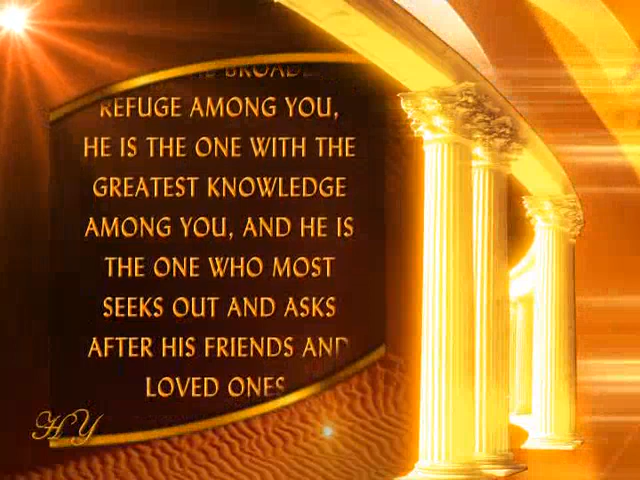 REFUGE AMONG YOU,
HE IS THE ONE WITH THE
GREATEST KNOWLEDGE
AMONG YOU, AND HE IS
THE ONE WHO MOST
SEEKS OUT AND ASKS
AFTER HIS FRIENDS AND
LOVED ONES
HY